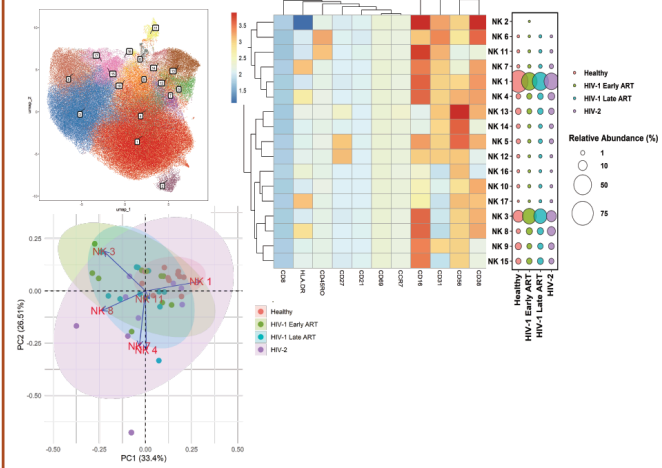 umap_2
umap_1
3.5
3
2.5
2
1.5
NK 2
NK 6
NK 11
NK 7
NK 1
NK 4
NK 13
NK 14
NK 5
NK 12
NK 16
NK 10
NK 17
NK 3
NK 8
NK 9
NK 15
CD8
HLA.DR
CD45RO
CD27
CD21
CD69
CCR7
CD16
CD31
CD56
CD38
Healthy
HIV-1 Early ART
HIV-1 Late ART
HIV-2
Healthy
HIV-1 Early ART
HIV-1 Late ART
HIV-2
Relative Abundance (%)
1
10
50
75
PC2 (26.51%)
0.25
0.00
-0.25
-0.50
NK 3
NK 1
NK 11
NK 8
NK 4
-0.50
-0.25
0.00
0.25
0.50
PC1 (33.4%)
Healthy
HIV-1 Early ART
HIV-1 Late ART
HIV-2